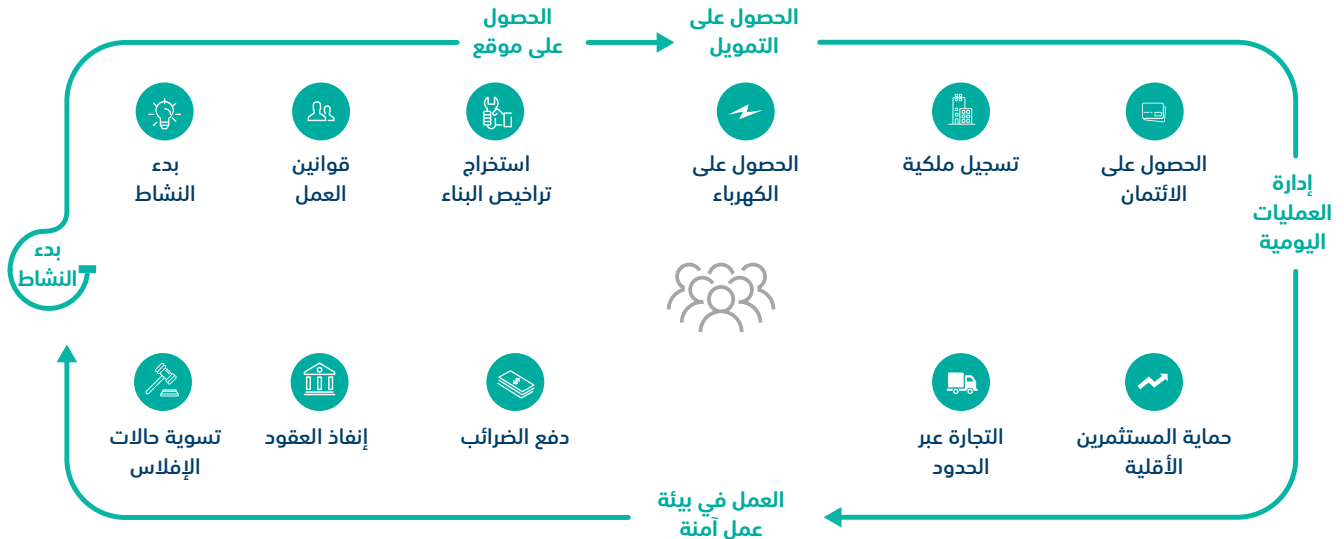 الحصول
على موقع
الحصول على
التمويل
بدء
النشاط
قوانين
العمل
استخراج
تراخيص البناء
الحصول على
الكهرباء
تسجيل ملكية
الحصول على
الائتمان
إدارة
العمليات
اليومية
بدء
النشاط
تسوية حالات
الإفلاس
إنفاذ العقود
دفع الضرائب
التجارة عبر
الحدود
حماية المستثمرين
الأقلية
العمل في بيئة
عمل آمنة